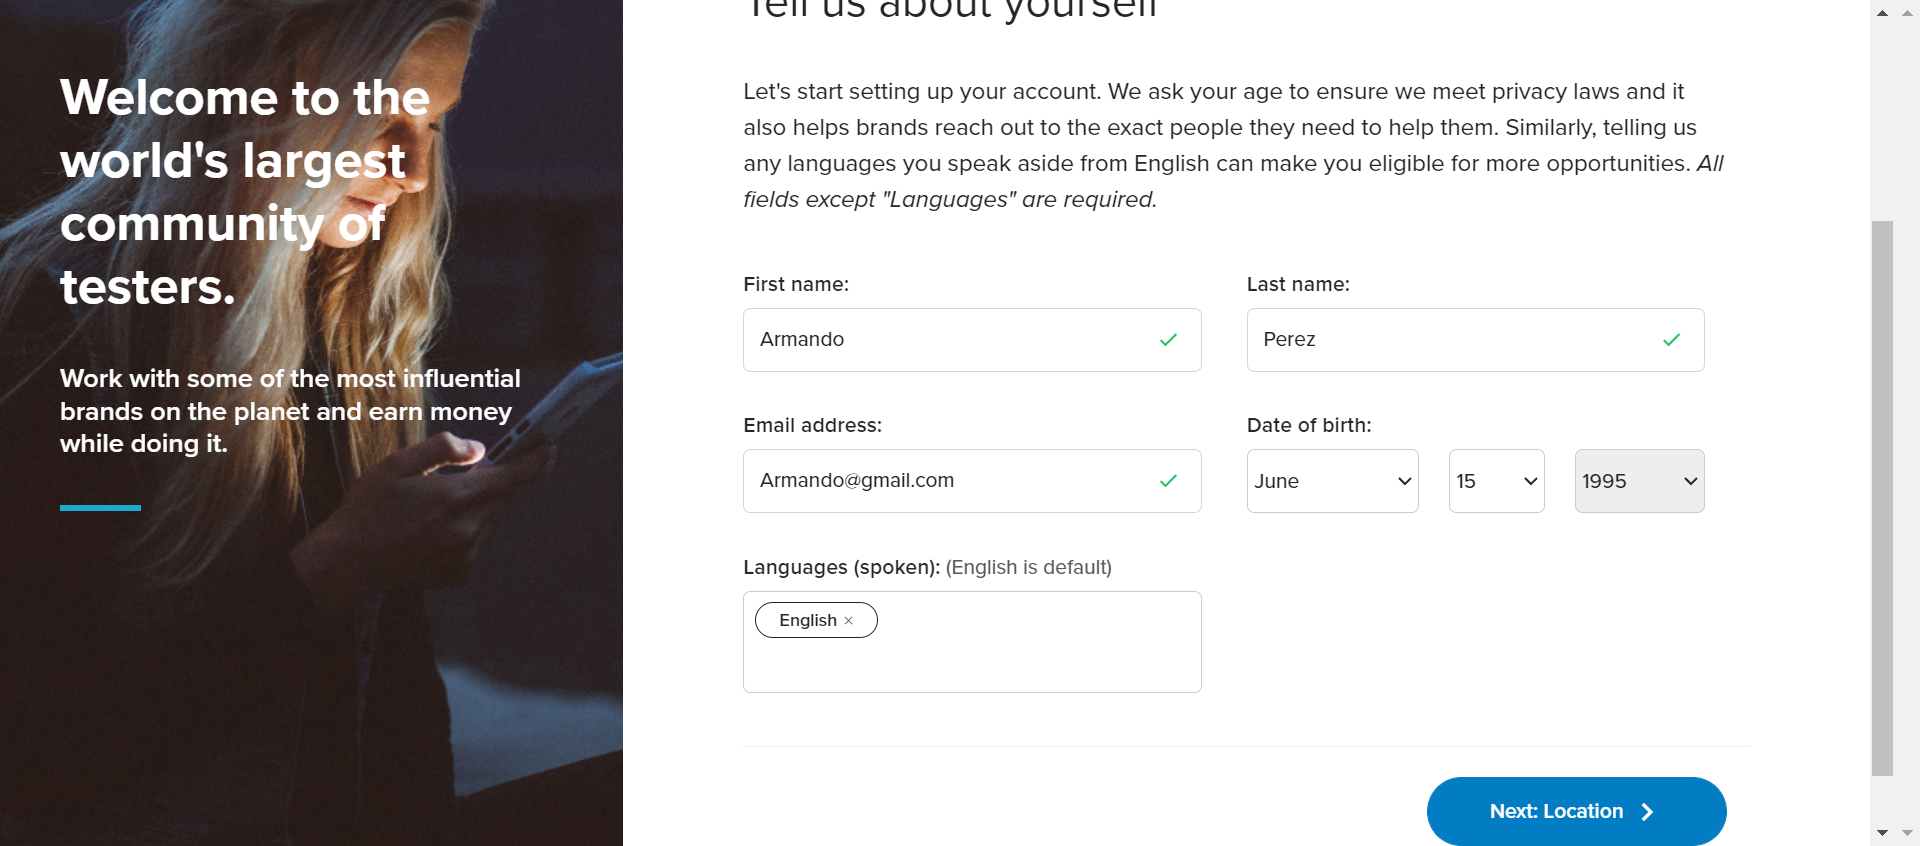 Welcome to the
world's largest
community of
testers.
Work with some of the most influential
brands on the planet and earn money
while doing it.
Tell us about yourself
Let's start setting up your account. We ask your age to ensure we meet privacy laws and it
also helps brands reach out to the exact people they need to help them. Similarly, telling us
any languages you speak aside from English can make you eligible for more opportunities. All
fields except "Languages" are required.
First name:
Last name:
Armando
Perez
Email address:
Date of birth:
Armando@gmail.com
June
15
1995
Languages (spoken): (English is default)
English ×
Next: Location